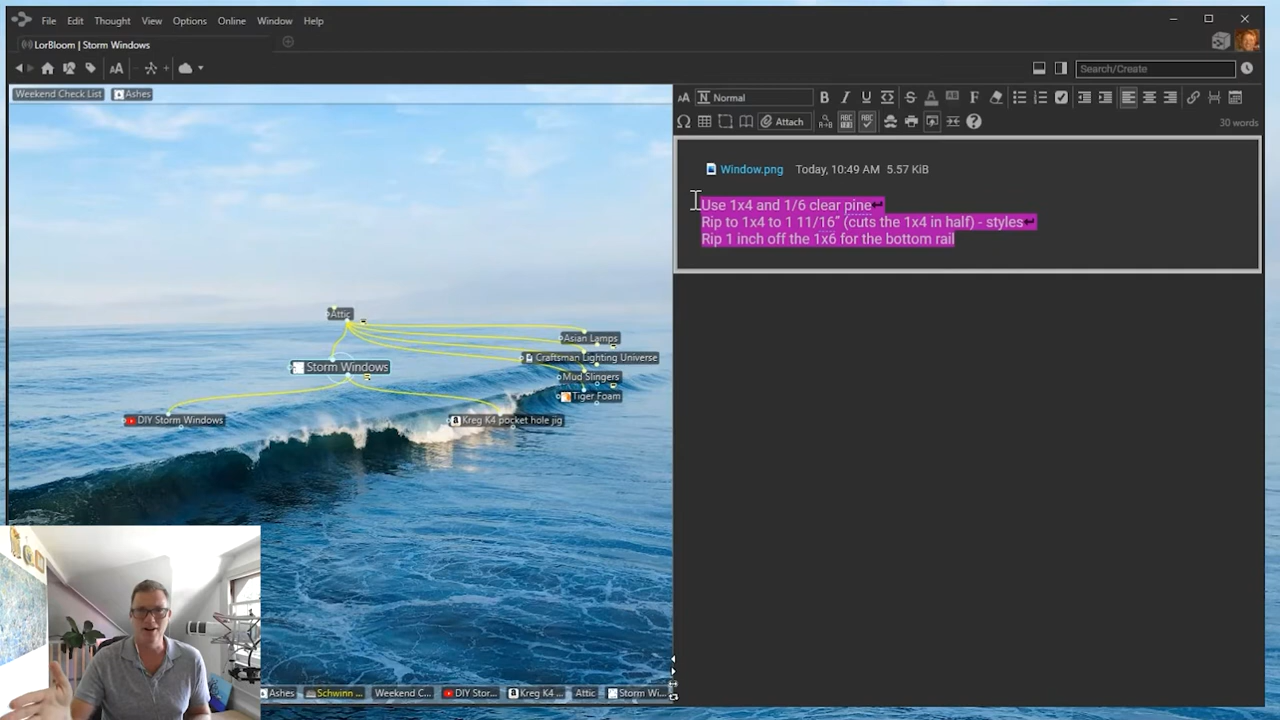 File Edit Thought View Options Online Window Help
LorBloom | Storm Windows
AA
Search/Create
Weekend Check List Ashes
Normal B I U S A F
Attach
30 words
Window.png Today, 10:49 AM 5.57 KiB
Use 1x4 and 1/6 clear pine
Rip to 1x4 to 1 11/16” (cuts the 1x4 in half) - styles
Rip 1 inch off the 1x6 for the bottom rail
Attic
Asian Lamps
Craftsman Lighting Universe
Storm Windows
Mud Slingers
Tiger Foam
DIY Storm Windows
Kreg K4 pocket hole jig
Ashes Schwinn ... Weekend C... DIY Stor... Kreg K4 ... Attic Storm Wi...